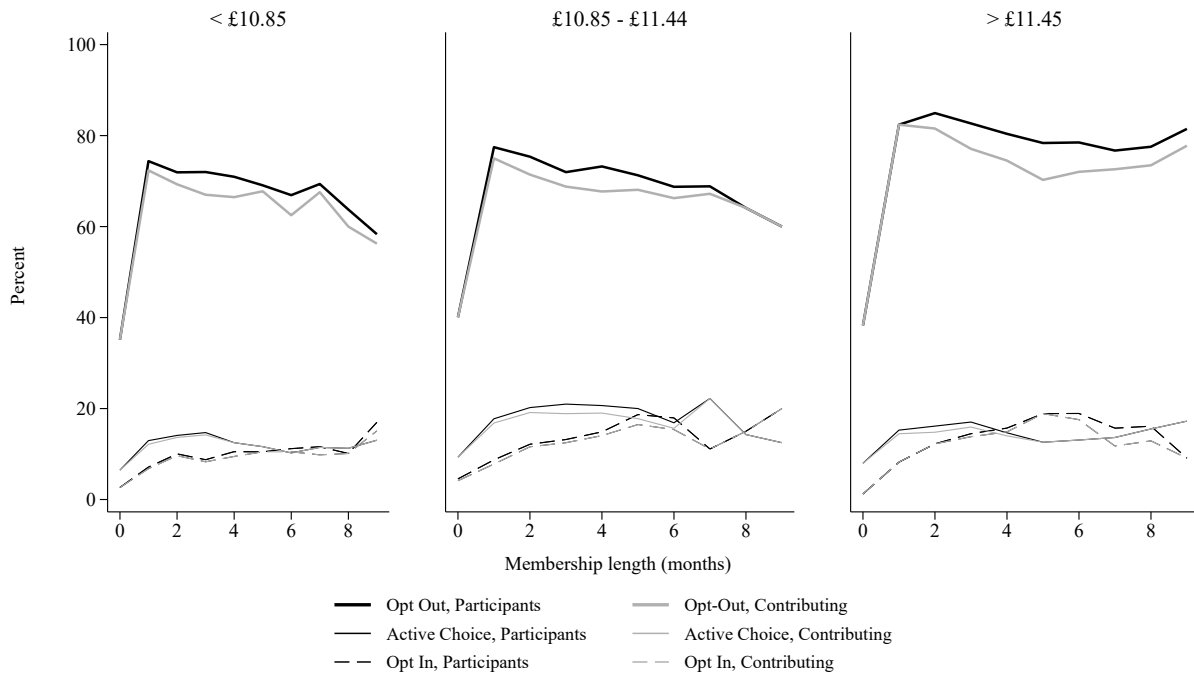 < £10.85
£10.85 - £11.44
> £11.45
100
80
60
40
20
0
Percent
0 2 4 6 8
0 2 4 6 8
0 2 4 6 8
Membership length (months)
Opt Out, Participants
Opt-Out, Contributing
Active Choice, Participants
Active Choice, Contributing
Opt In, Participants
Opt In, Contributing